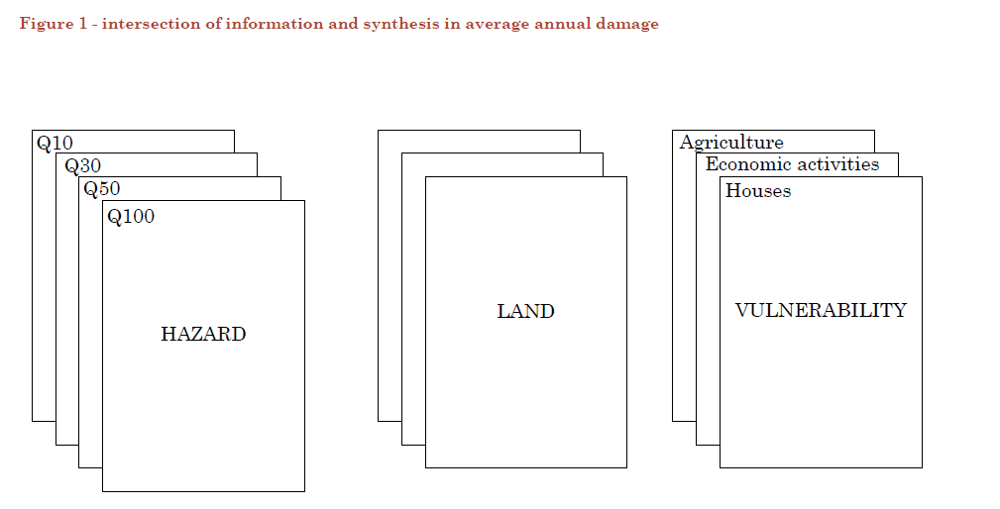 Figure 1 - intersection of information and synthesis in average annual damage
Q10
Q30
Q50
Q100
HAZARD
LAND
Agriculture
Economic activities
Houses
VULNERABILITY